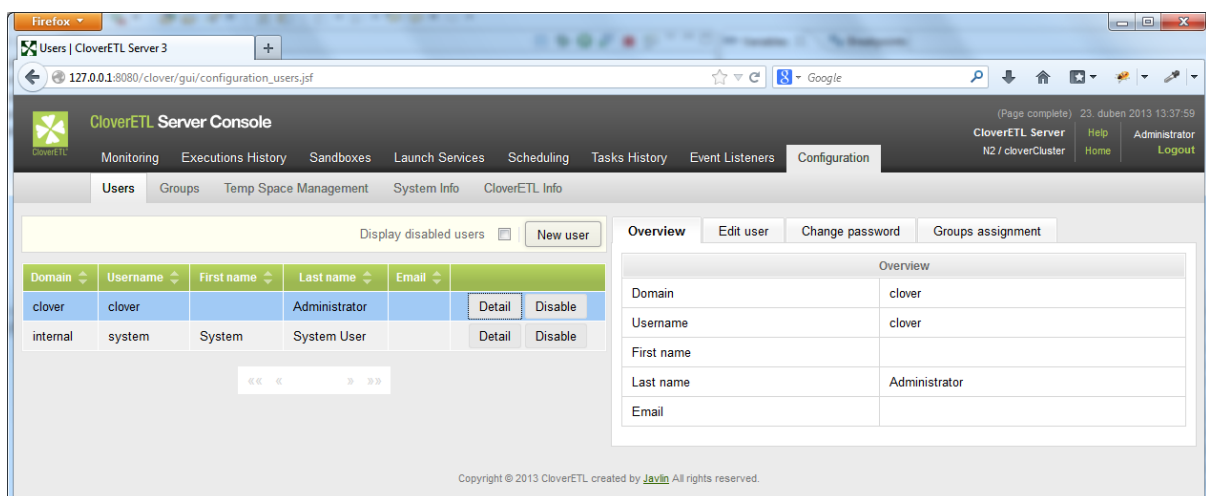 Firefox
Users | CloverETL Server 3
127.0.0.1:8080/clover/gui/configuration_users.jsf
Google
CloverETL
CloverETL Server Console
(Page complete) 23. duben 2013 13:37:59
CloverETL Server Help Administrator
N2 / cloverCluster Home Logout
Monitoring Executions History Sandboxes Launch Services Scheduling Tasks History Event Listeners Configuration
Users Groups Temp Space Management System Info CloverETL Info
Display disabled users New user
Overview Edit user Change password Groups assignment
Domain Username First name Last name Email
clover clover Administrator Detail Disable
internal system System System User Detail Disable
«« « » »»
Overview
Domain clover
Username clover
First name
Last name Administrator
Email
Copyright © 2013 CloverETL created by Javlin All rights reserved.